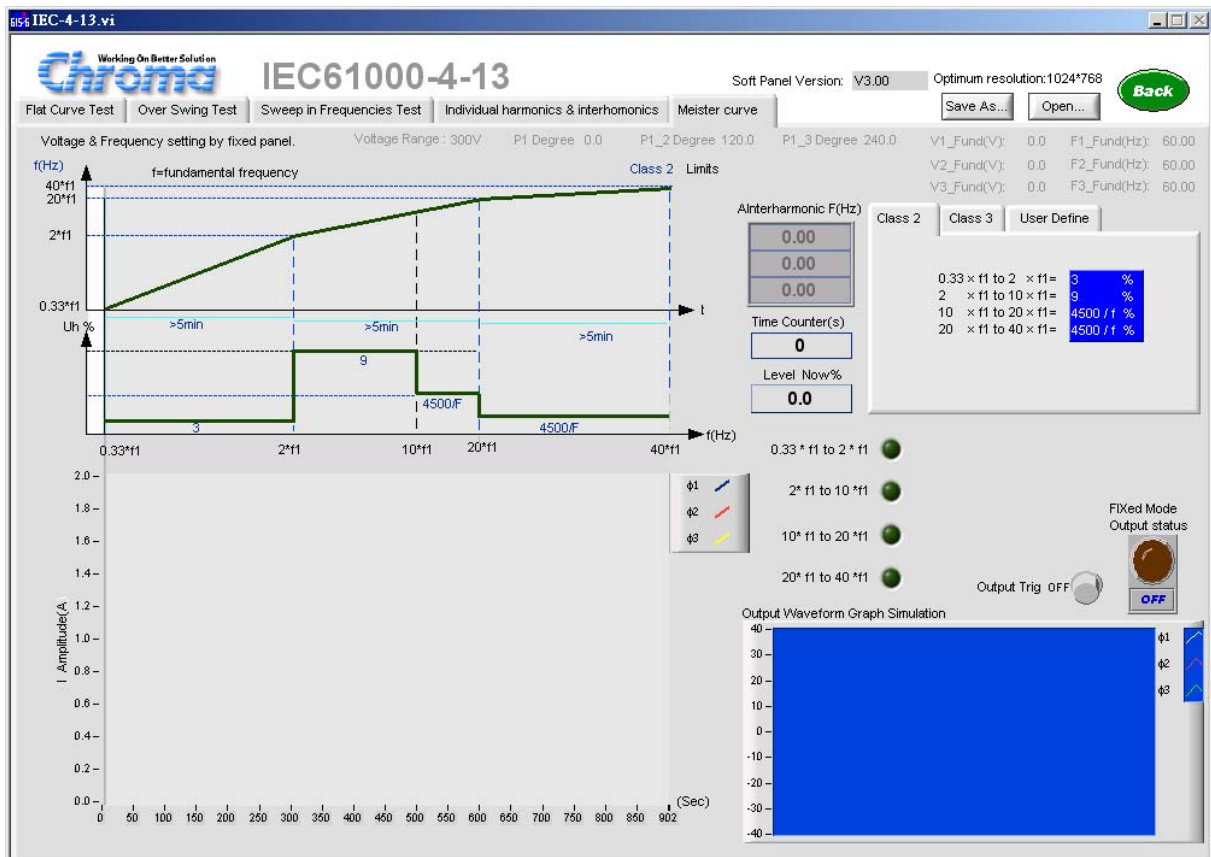 IEC-4-13.vi
Working On Better Solution
Chroma
IEC61000-4-13
Soft Panel Version: V3.00
Optimum resolution:1024*768
Save As...
Open...
Back
Flat Curve Test
Over Swing Test
Sweep in Frequencies Test
Individual harmonics & interhomonics
Meister curve
Voltage & Frequency setting by fixed panel.
Voltage Range : 300V
P1 Degree 0.0
P1_2 Degree 120.0
P1_3 Degree 240.0
V1_Fund(V): 0.0 F1_Fund(Hz): 60.00
V2_Fund(V): 0.0 F2_Fund(Hz): 60.00
V3_Fund(V): 0.0 F3_Fund(Hz): 60.00
f(Hz)
f=fundamental frequency
Class 2 Limits
40*f1
20*f1
2*f1
0.33*f1
t
>5min
>5min
>5min
Uh %
3
9
4500/F
4500/F
f(Hz)
0.33*f1
2*f1
10*f1
20*f1
40*f1
AInterharmonic F(Hz)
0.00
0.00
0.00
Time Counter(s)
0
Level Now%
0.0
Class 2
Class 3
User Define
0.33 × f1 to 2 × f1= 3 %
2 × f1 to 10 × f1= 9 %
10 × f1 to 20 × f1= 4500 / f %
20 × f1 to 40 × f1= 4500 / f %
0.33 * f1 to 2 * f1
2* f1 to 10 *f1
10* f1 to 20 *f1
20* f1 to 40 *f1
FIXed Mode
Output status
OFF
Output Trig OFF
I Amplitude(A
2.0
1.8
1.6
1.4
1.2
1.0
0.8
0.6
0.4
0.2
0.0
0 50 100 150 200 250 300 350 400 450 500 550 600 650 700 750 800 850 902
(Sec)
ϕ1
ϕ2
ϕ3
Output Waveform Graph Simulation
40
30
20
10
0
-10
-20
-30
-40
ϕ1
ϕ2
ϕ3